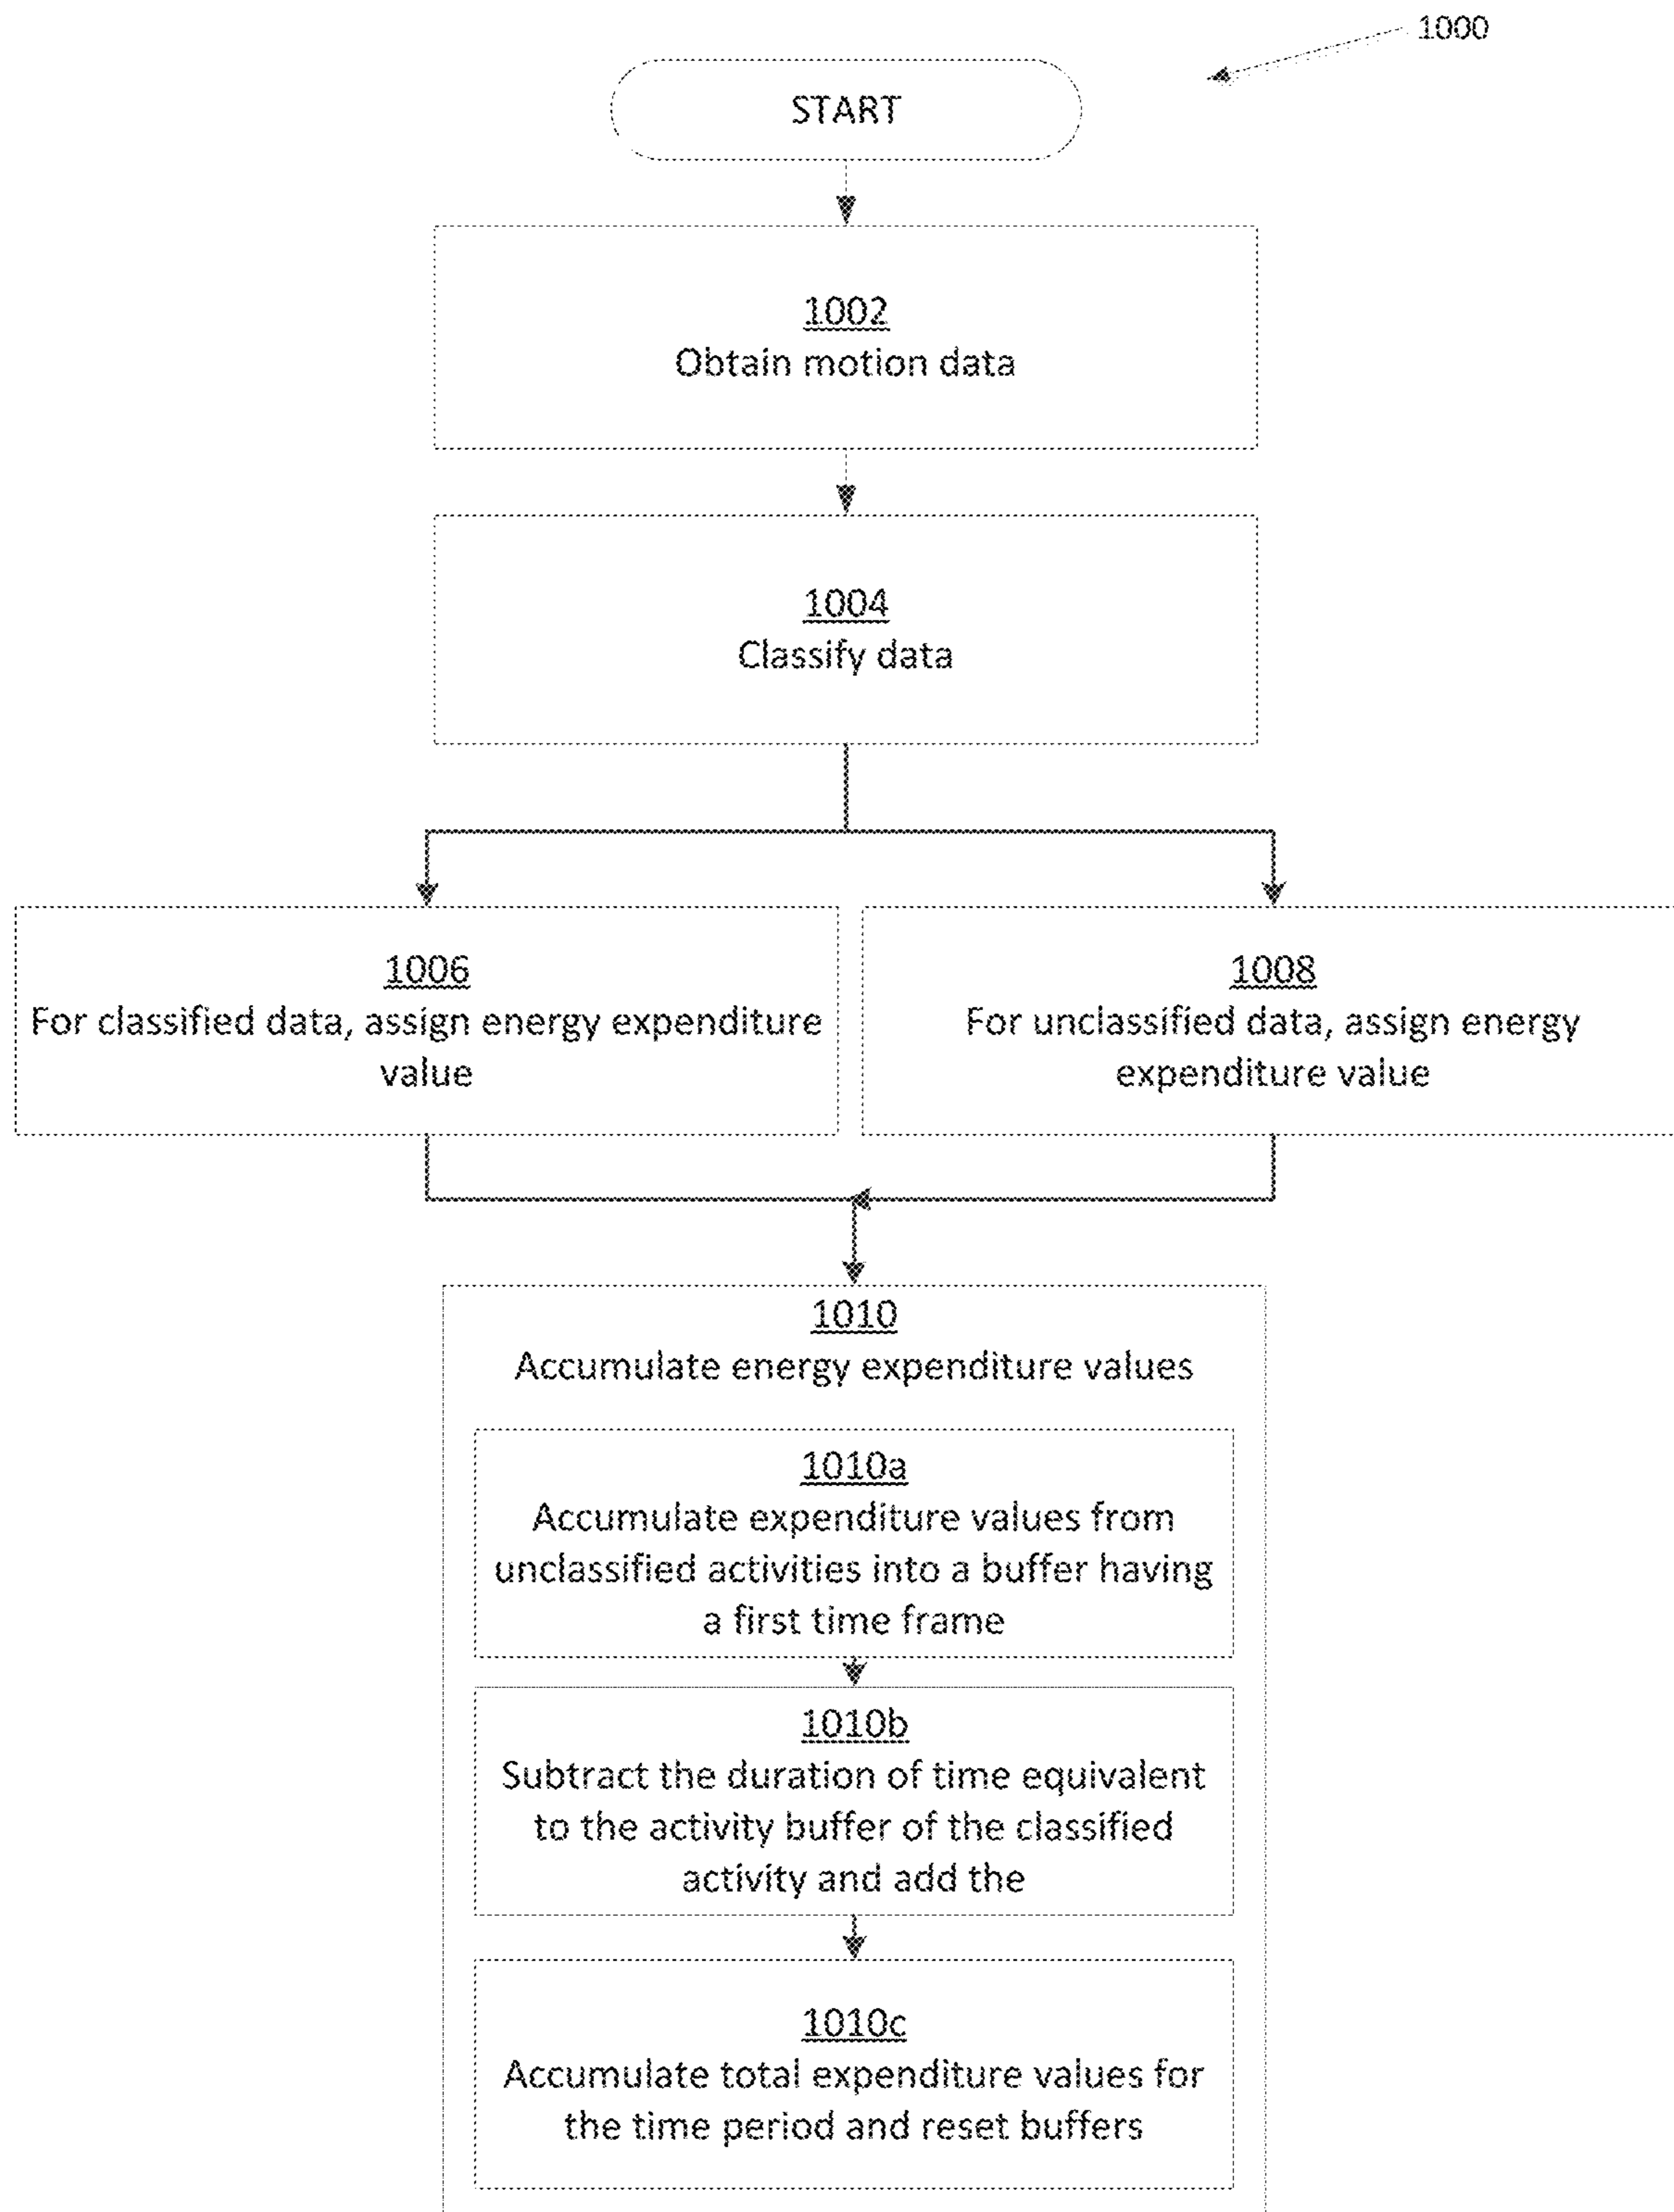 1000
START
1002
Obtain motion data
1004
Classify data
1006
For classified data, assign energy expenditure
value
1008
For unclassified data, assign energy
expenditure value
1010
Accumulate energy expenditure values
1010a
Accumulate expenditure values from
unclassified activities into a buffer having
a first time frame
1010b
Subtract the duration of time equivalent
to the activity buffer of the classified
activity and add the
1010c
Accumulate total expenditure values for
the time period and reset buffers